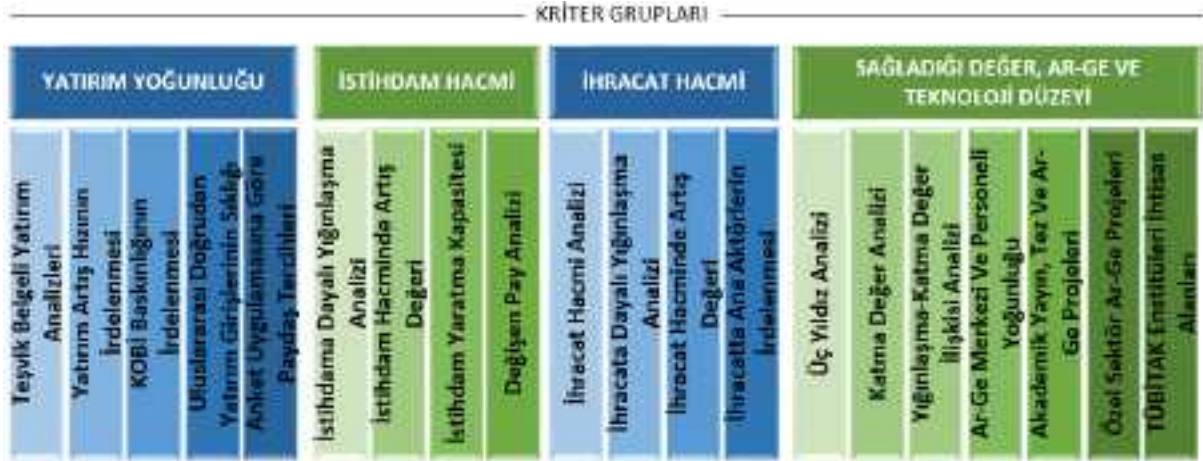 KRİTER GRUPLARI
YATIRIM YOĞUNLUĞU
Teşvik Belgeli Yatırım
Analizleri
Yatırım Artış Hızının
İrdelenmesi
KOBİ Baskınlığının
İrdelenmesi
Uluslararası Doğrudan
Yatırım Girişlerinin Sıklığı
Anket Uygulamasına Göre
Paydaş Tercihleri
İSTİHDAM HACMİ
İstihdama Dayalı Yığınlaşma
Analizi
İstihdam Hacminde Artış
Değeri
İstihdam Yaratma Kapasitesi
Değişen Pay Analizi
İHRACAT HACMİ
İhracat Hacmi Analizi
İhracata Dayalı Yığınlaşma
Analizi
İhracat Hacminde Artış
Değeri
İhracatta Ana Aktörlerin
İrdelenmesi
SAĞLADIĞI DEĞER, AR-GE VE
TEKNOLOJİ DÜZEYİ
Üç Yıldız Analizi
Katma Değer Analizi
Yığınlaşma-Katma Değer
İlişkisi Analizi
Ar-Ge Merkezi Ve Personeli
Yoğunluğu
Akademik Yayın, Tez Ve Ar-
Ge Projeleri
Özel Sektör Ar-Ge Projeleri
TÜBİTAK Enstitüleri İhtisas
Alanları